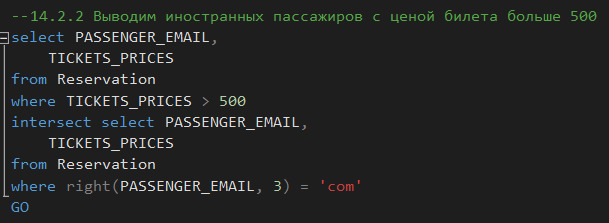 --14.2.2 Выводим иностранных пассажиров с ценой билета больше 500
select PASSENGER_EMAIL,
TICKETS_PRICES
from Reservation
where TICKETS_PRICES > 500
intersect select PASSENGER_EMAIL,
TICKETS_PRICES
from Reservation
where right(PASSENGER_EMAIL, 3) = 'com'
GO